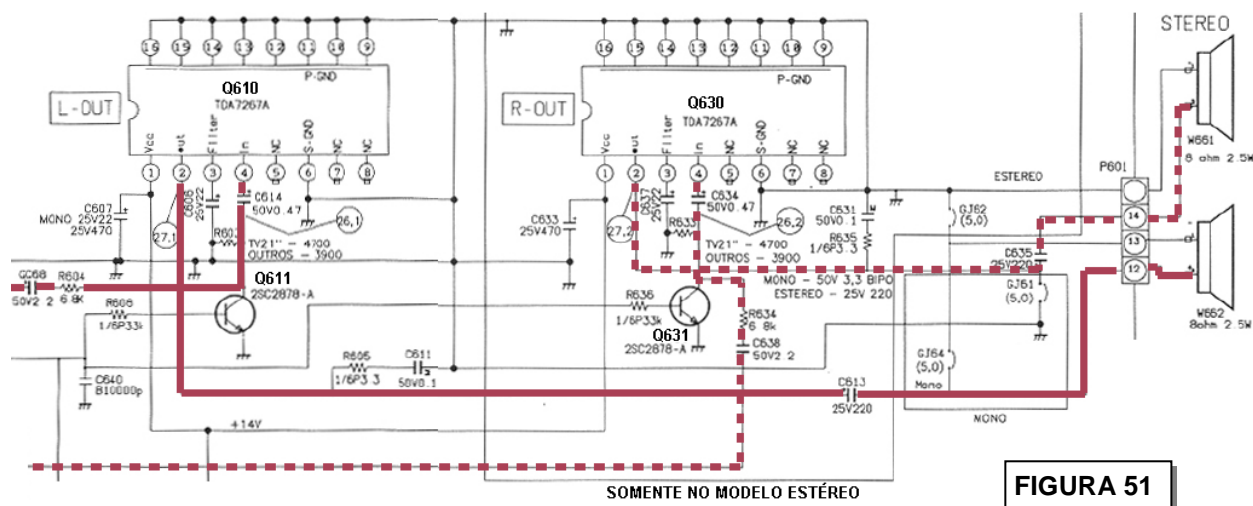 STEREO
16 15 14 13 12 11 10 9
P-GND
Q610
TDA7267A
L-OUT
Vcc
out
Filter
In
NC
S-GND
NC
NC
1 2 3 4 5 6 7 8
16 15 14 13 12 11 10 9
P-GND
Q630
TDA7267A
R-OUT
Vcc
out
Filter
In
NC
S-GND
NC
NC
1 2 3 4 5 6 7 8
W661
8 ohm 2.5W
P601
ESTEREO
C607
25V22
25V470
MONO
C608
25V22
C614
50V0.47
26,1
27,1
R603
TV21" - 4700
OUTROS - 3900
C633
25V470
C637
25V22
C634
50V0.47
26,2
27,2
R633
TV21" - 4700
OUTROS - 3900
C631
50V0.1
R635
1/6P3.3
GJ62
(5,0)
14
13
12
C635
25V220
MONO - 50V 3,3 BIPO
ESTEREO - 25V 220
GJ61
(5,0)
W662
8ohm 2.5W
50V2.2
R604
6.8K
Q611
2SC2878-A
R606
1/6P33k
R636
1/6P33k
Q631
2SC2878-A
R634
6.8k
C638
50V2.2
R605
1/6P3.3
C611
50V0.1
C640
B10000p
GJ64
(5,0)
Mono
C613
25V220
MONO
+14V
SOMENTE NO MODELO ESTÉREO
FIGURA 51